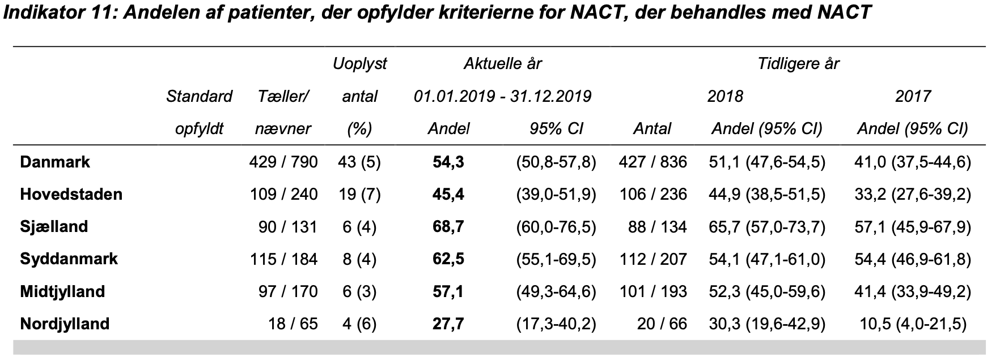 Indikator 11: Andelen af patienter, der opfylder kriterierne for NACT, der behandles med NACT
Uoplyst Aktuelle år Tidligere år
Standard Tæller/ antal 01.01.2019 - 31.12.2019 2018 2017
opfyldt nævner (%) Andel 95% CI Antal Andel (95% CI) Andel (95% CI)
Danmark 429 / 790 43 (5) 54,3 (50,8-57,8) 427 / 836 51,1 (47,6-54,5) 41,0 (37,5-44,6)
Hovedstaden 109 / 240 19 (7) 45,4 (39,0-51,9) 106 / 236 44,9 (38,5-51,5) 33,2 (27,6-39,2)
Sjælland 90 / 131 6 (4) 68,7 (60,0-76,5) 88 / 134 65,7 (57,0-73,7) 57,1 (45,9-67,9)
Syddanmark 115 / 184 8 (4) 62,5 (55,1-69,5) 112 / 207 54,1 (47,1-61,0) 54,4 (46,9-61,8)
Midtjylland 97 / 170 6 (3) 57,1 (49,3-64,6) 101 / 193 52,3 (45,0-59,6) 41,4 (33,9-49,2)
Nordjylland 18 / 65 4 (6) 27,7 (17,3-40,2) 20 / 66 30,3 (19,6-42,9) 10,5 (4,0-21,5)